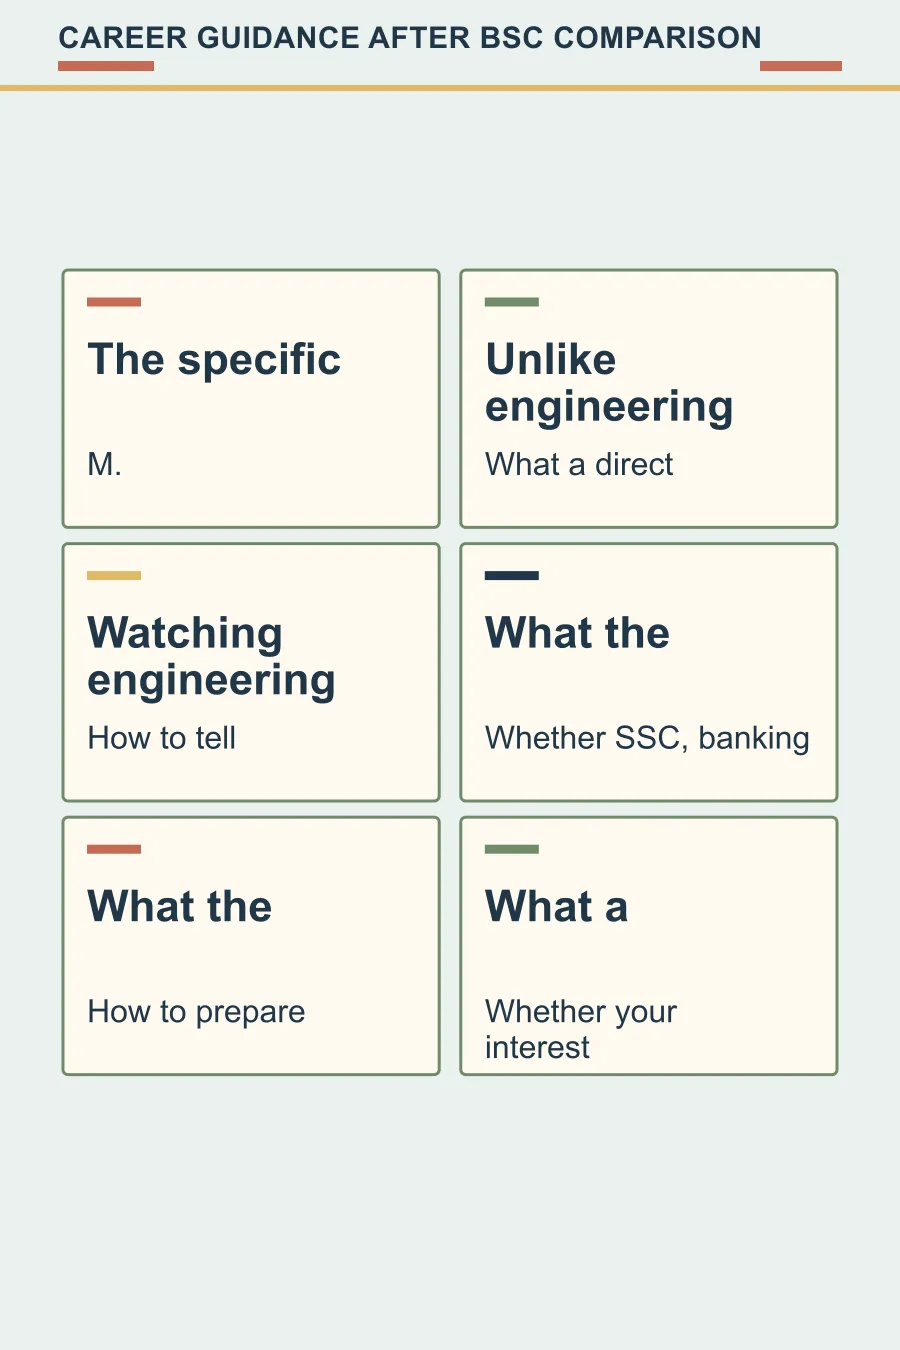 CAREER GUIDANCE AFTER BSC COMPARISON
The specific
M.
Unlike
engineering
What a direct
Watching
engineering
How to tell
What the
Whether SSC, banking
What the
How to prepare
What a
Whether your
interest